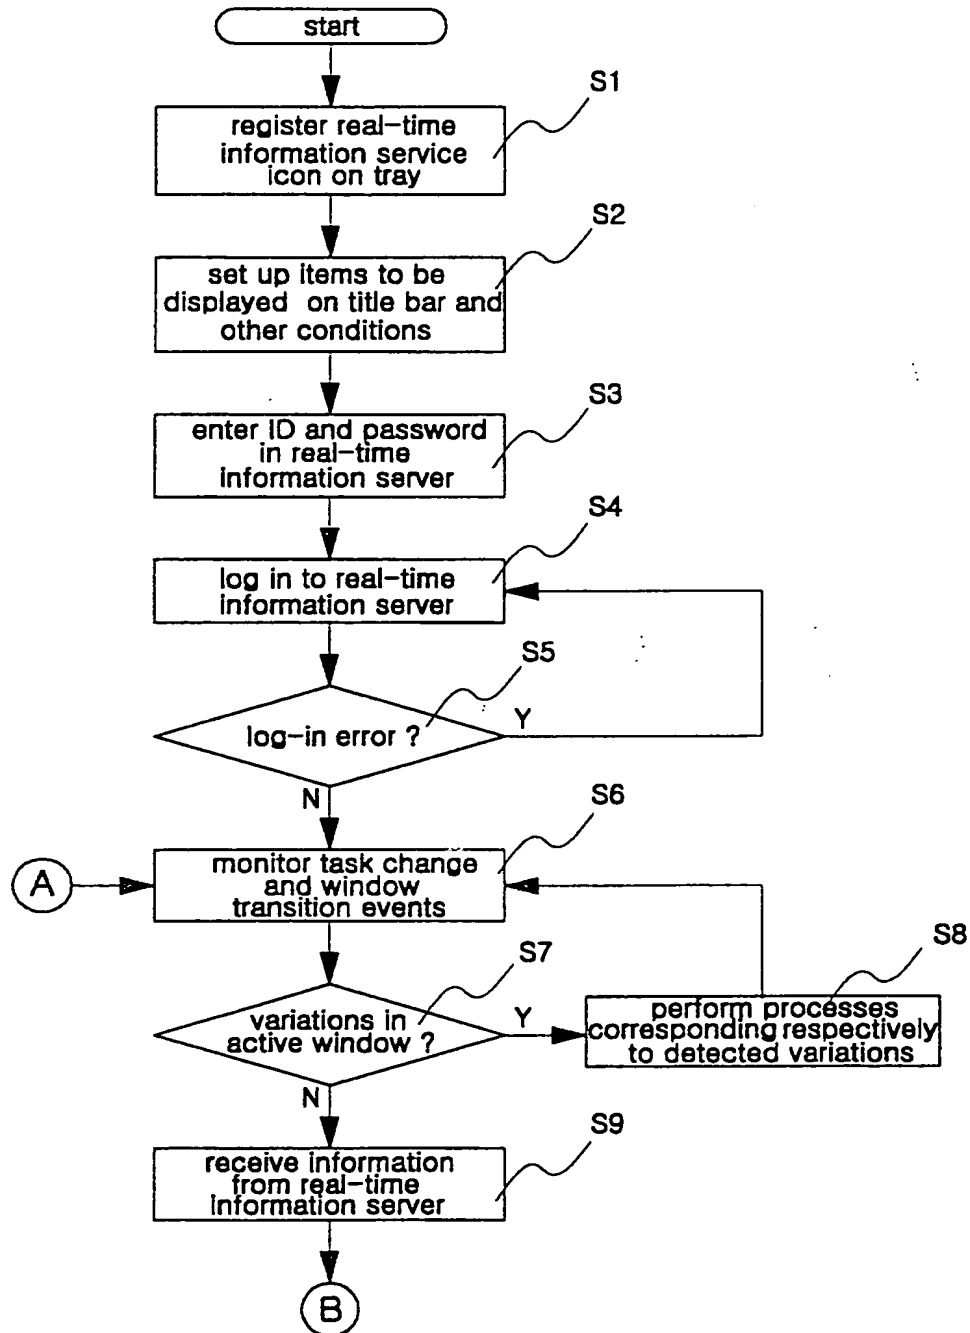 start
S1
register real-time
information service
icon on tray
S2
set up items to be
displayed on title bar and
other conditions
S3
enter ID and password
in real-time
information server
S4
log in to real-time
information server
S5
log-in error ?
Y
N
S6
A
monitor task change
and window
transition events
S7
S8
variations in
active window ?
Y
perform processes
corresponding respectively
to detected variations
N
S9
receive information
from real-time
information server
B